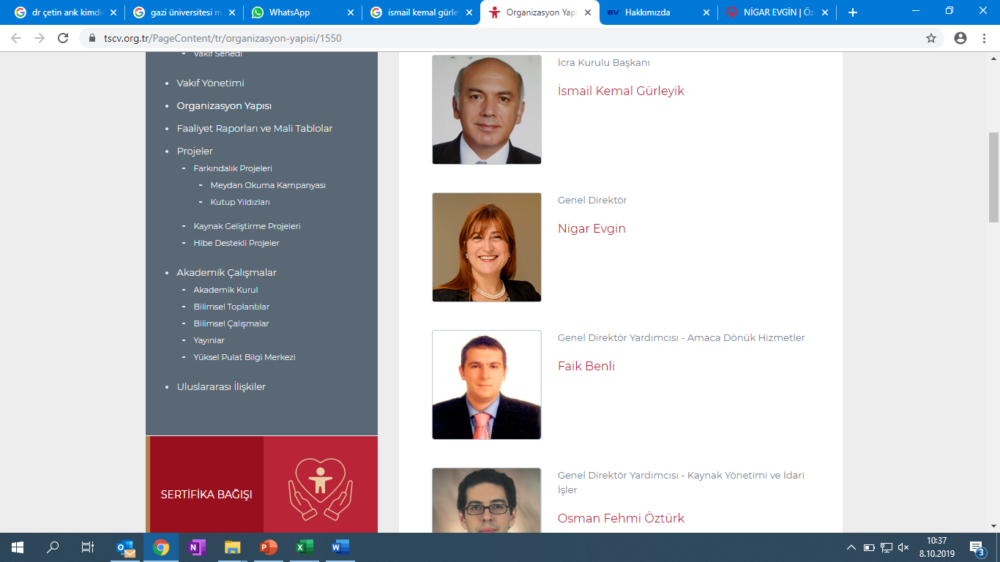 dr çetin arık kimdi
gazi üniversitesi m
WhatsApp
ismail kemal gürle
Organizasyon Yapı
Hakkımızda
NİGAR EVGİN | Öz
tscv.org.tr/PageContent/tr/organizasyon-yapisi/1550
- Vakıf Senedi
• Vakıf Yönetimi
• Organizasyon Yapısı
• Faaliyet Raporları ve Mali Tablolar
• Projeler
- Farkındalık Projeleri
- Meydan Okuma Kampanyası
- Kutup Yıldızları
- Kaynak Geliştirme Projeleri
- Hibe Destekli Projeler
• Akademik Çalışmalar
- Akademik Kurul
- Bilimsel Toplantılar
- Bilimsel Çalışmalar
- Yayınlar
- Yüksel Pulat Bilgi Merkezi
• Uluslararası İlişkiler
SERTİFİKA BAĞIŞI
İcra Kurulu Başkanı
İsmail Kemal Gürleyik
Genel Direktör
Nigar Evgin
Genel Direktör Yardımcısı - Amaca Dönük Hizmetler
Faik Benli
Genel Direktör Yardımcısı - Kaynak Yönetimi ve İdari
İşler
Osman Fehmi Öztürk
10:37
8.10.2019
3